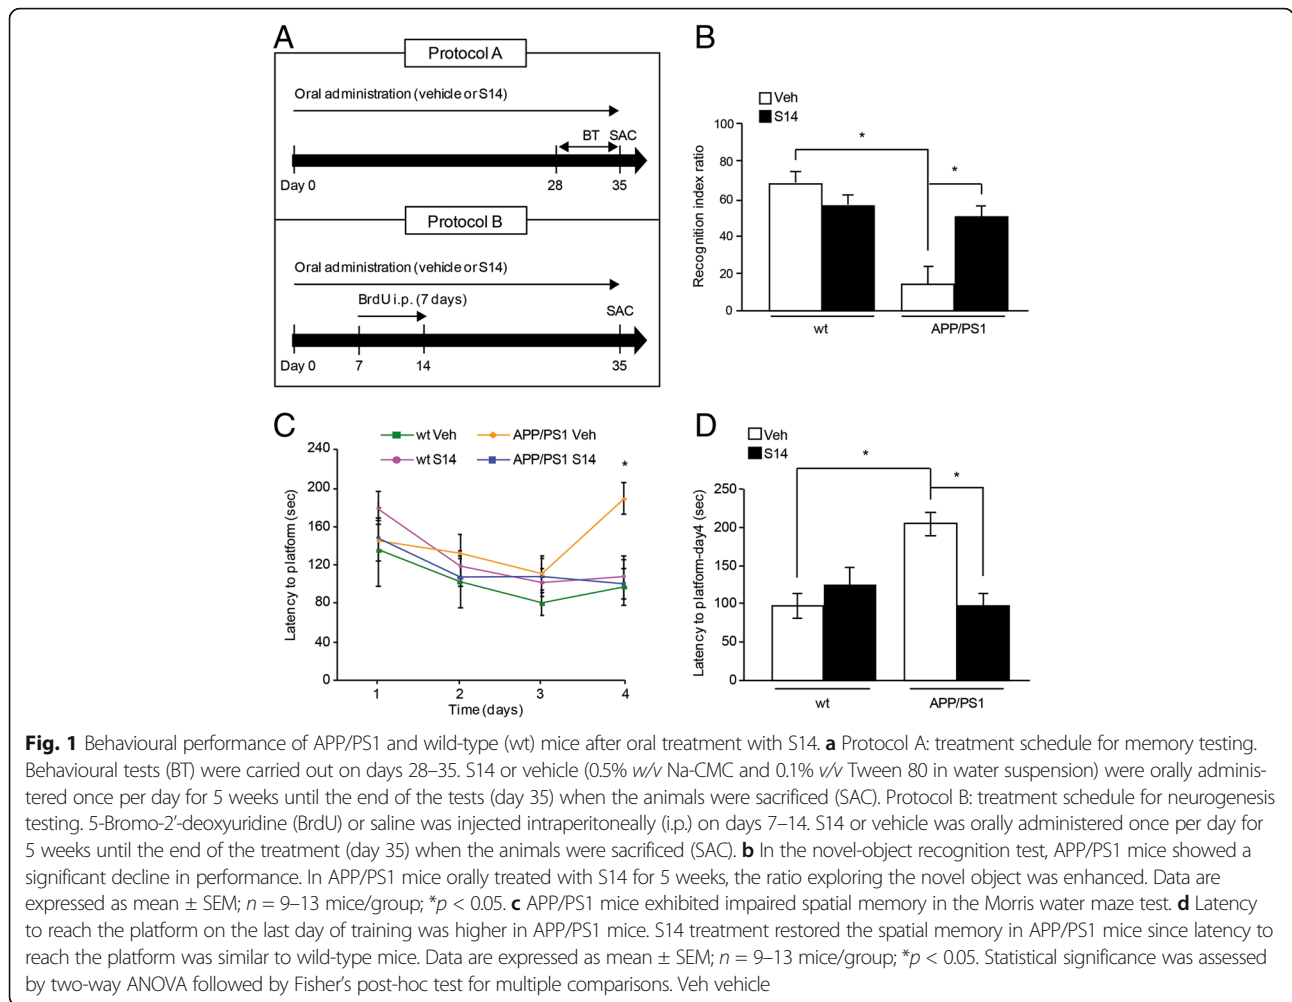 A
Protocol A
Oral administration (vehicle or S14)
BT SAC
Day 0 28 35
Protocol B
Oral administration (vehicle or S14)
BrdU i.p. (7 days)
SAC
Day 0 7 14 35
B
Veh
S14
Recognition index ratio
100
80
60
40
20
0
* *
wt APP/PS1
C
wt Veh APP/PS1 Veh
wt S14 APP/PS1 S14
Latency to platform (sec)
240
200
160
120
80
40
0
*
1 2 3 4
Time (days)
D
Veh
S14
Latency to platform-day4 (sec)
250
200
150
100
50
0
* *
wt APP/PS1
Fig. 1 Behavioural performance of APP/PS1 and wild-type (wt) mice after oral treatment with S14. a Protocol A: treatment schedule for memory testing.
Behavioural tests (BT) were carried out on days 28–35. S14 or vehicle (0.5% w/v Na-CMC and 0.1% v/v Tween 80 in water suspension) were orally adminis-
tered once per day for 5 weeks until the end of the tests (day 35) when the animals were sacrificed (SAC). Protocol B: treatment schedule for neurogenesis
testing. 5-Bromo-2′-deoxyuridine (BrdU) or saline was injected intraperitoneally (i.p.) on days 7–14. S14 or vehicle was orally administered once per day for
5 weeks until the end of the treatment (day 35) when the animals were sacrificed (SAC). b In the novel-object recognition test, APP/PS1 mice showed a
significant decline in performance. In APP/PS1 mice orally treated with S14 for 5 weeks, the ratio exploring the novel object was enhanced. Data are
expressed as mean ± SEM; n = 9–13 mice/group; *p < 0.05. c APP/PS1 mice exhibited impaired spatial memory in the Morris water maze test. d Latency
to reach the platform on the last day of training was higher in APP/PS1 mice. S14 treatment restored the spatial memory in APP/PS1 mice since latency to
reach the platform was similar to wild-type mice. Data are expressed as mean ± SEM; n = 9–13 mice/group; *p < 0.05. Statistical significance was assessed
by two-way ANOVA followed by Fisher's post-hoc test for multiple comparisons. Veh vehicle